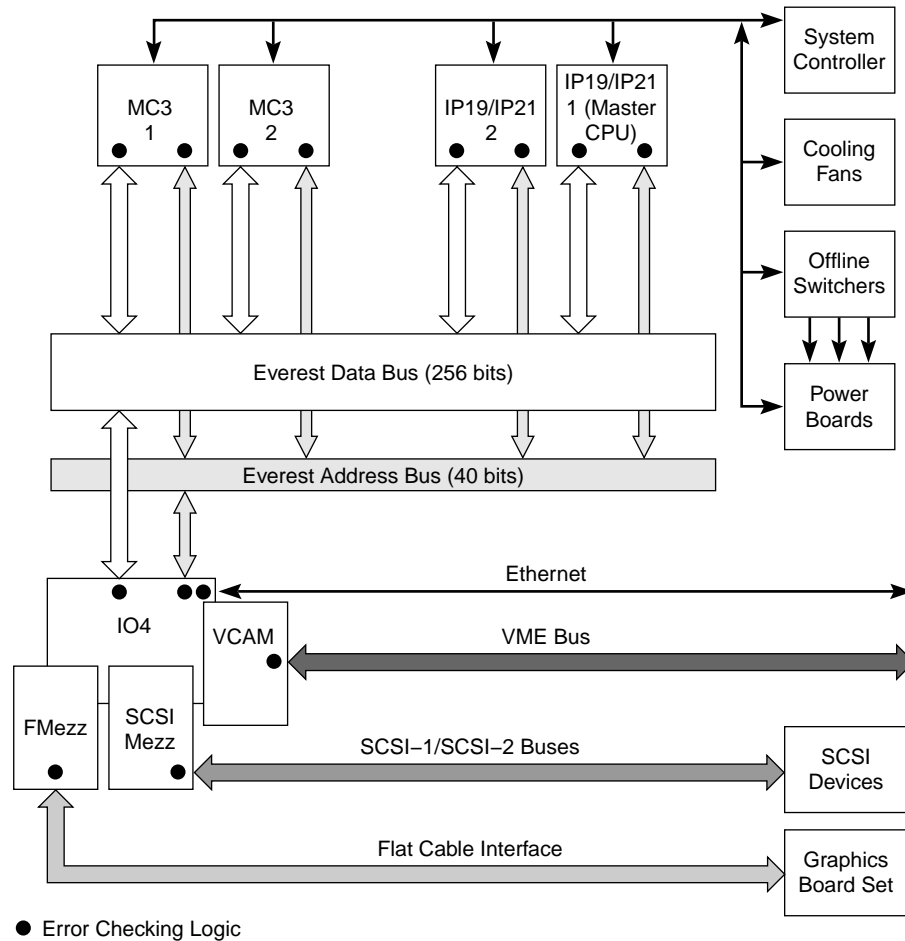 System
Controller
MC3
1
MC3
2
IP19/IP21
2
IP19/IP21
1 (Master
CPU)
Cooling
Fans
Offline
Switchers
Power
Boards
Everest Data Bus (256 bits)
Everest Address Bus (40 bits)
Ethernet
IO4
VCAM
VME Bus
FMezz
SCSI
Mezz
SCSI–1/SCSI–2 Buses
SCSI
Devices
Flat Cable Interface
Graphics
Board Set
Error Checking Logic